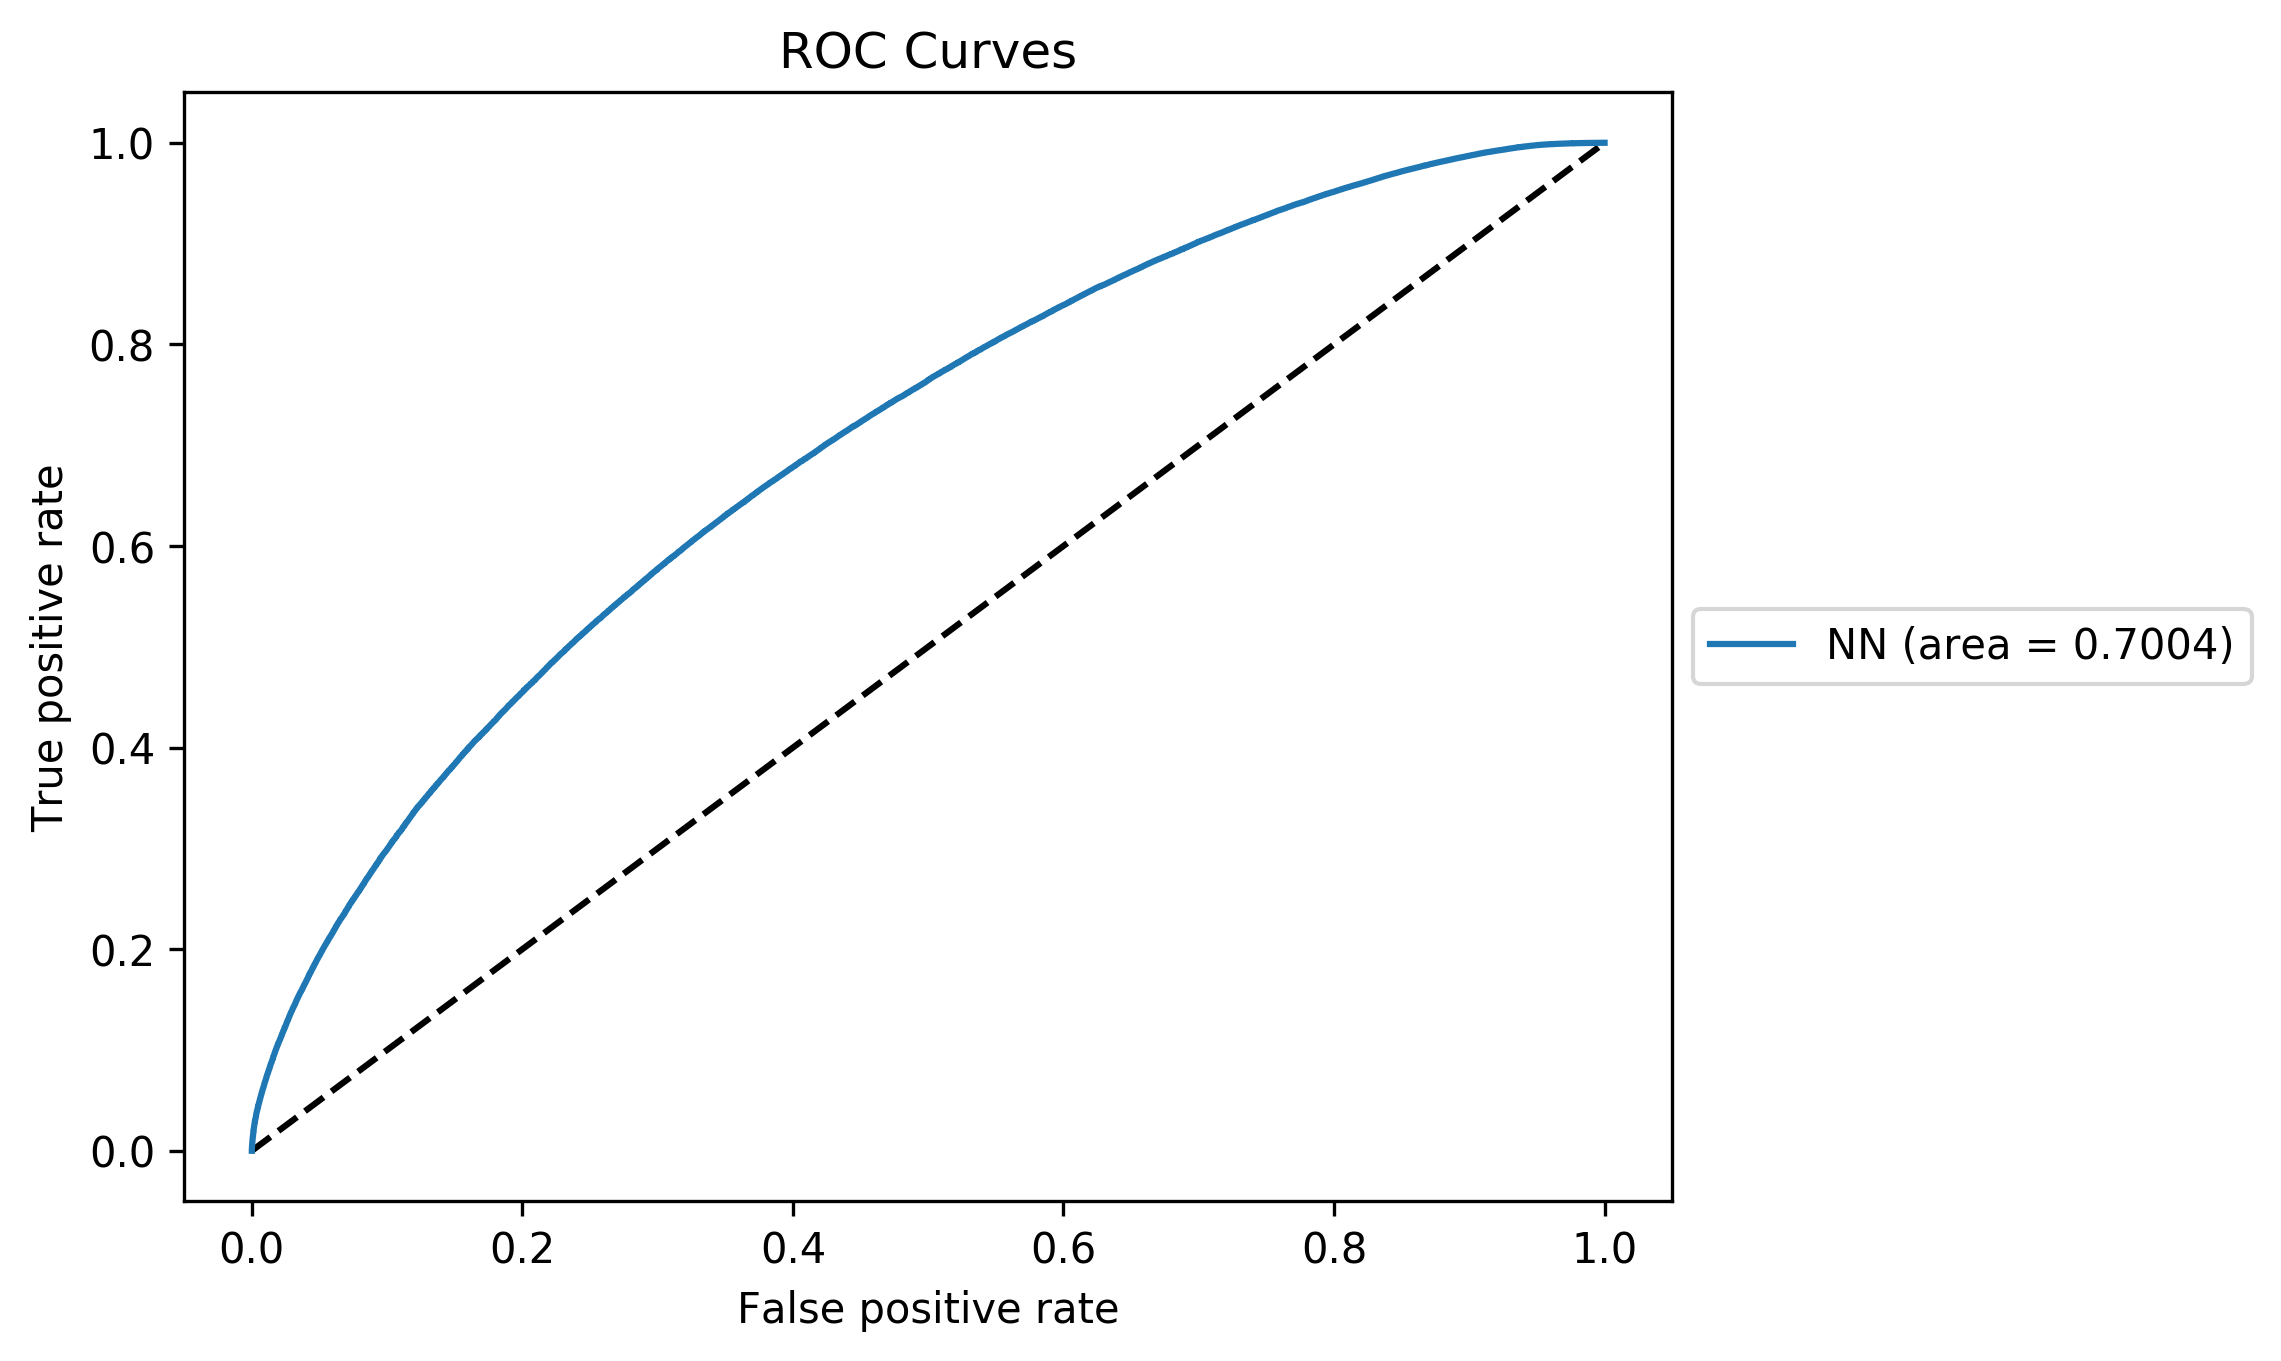 ROC Curves
1.0
0.8
0.6
0.4
0.2
0.0
True positive rate
0.0 0.2 0.4 0.6 0.8 1.0
False positive rate
NN (area = 0.7004)